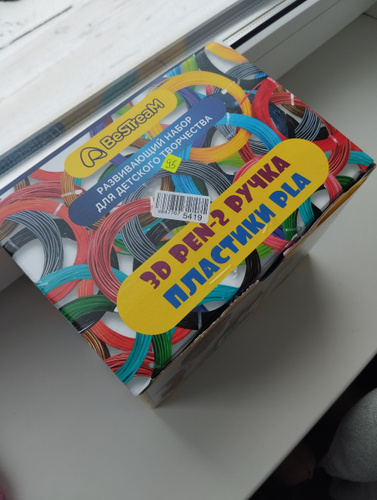 BeSTreaM
РАЗВИВАЮЩИЙ НАБОР
ДЛЯ ДЕТСКОГО ТВОРЧЕСТВА
5419
3D PEN-2 РУЧКА
ПЛАСТИКИ PLA